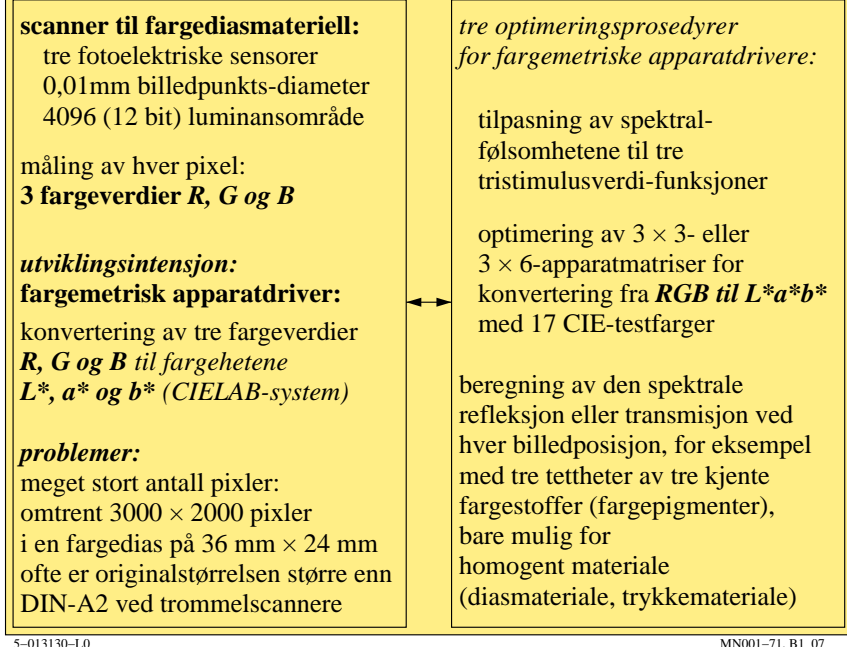 scanner til fargediasmateriell:
tre fotoelektriske sensorer
0,01mm billedpunkts-diameter
4096 (12 bit) luminansområde
måling av hver pixel:
3 fargeverdier R, G og B
utviklingsintensjon:
fargemetrisk apparatdriver:
konvertering av tre fargeverdier
R, G og B til fargehetene
L*, a* og b* (CIELAB-system)
problemer:
meget stort antall pixler:
omtrent 3000 × 2000 pixler
i en fargedias på 36 mm × 24 mm
ofte er originalstørrelsen større enn
DIN-A2 ved trommelscannere
tre optimeringsprosedyrer
for fargemetriske apparatdrivere:
tilpasning av spektral-
følsomhetene til tre
tristimulusverdi-funksjoner
optimering av 3 × 3- eller
3 × 6-apparatmatriser for
konvertering fra RGB til L*a*b*
med 17 CIE-testfarger
beregning av den spektrale
refleksjon eller transmisjon ved
hver billedposisjon, for eksempel
med tre tettheter av tre kjente
fargestoffer (fargepigmenter),
bare mulig for
homogent materiale
(diasmateriale, trykkemateriale)
5−013130−L0
MN001−71, B1_07